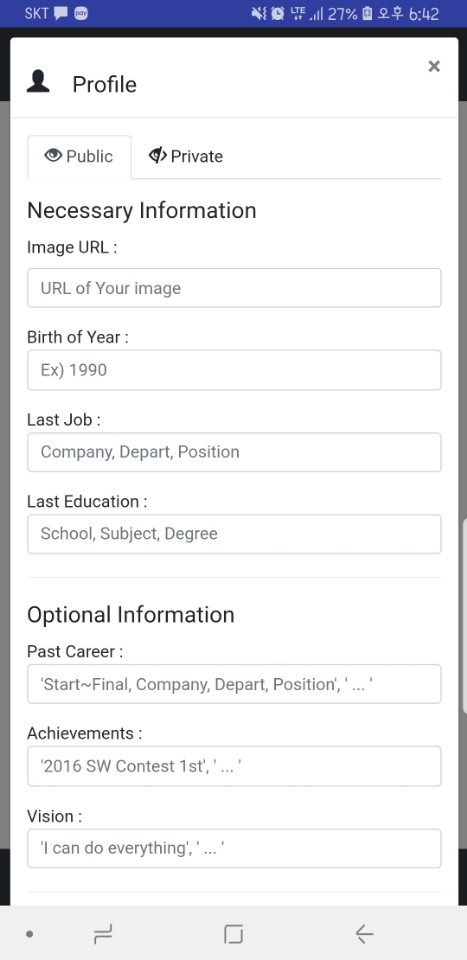 SKT pay LTE 27% 오후 6:42
×
Profile
Public Private
Necessary Information
Image URL :
URL of Your image
Birth of Year :
Ex) 1990
Last Job :
Company, Depart, Position
Last Education :
School, Subject, Degree
Optional Information
Past Career :
'Start~Final, Company, Depart, Position', ' ... '
Achievements :
'2016 SW Contest 1st', ' ... '
Vision :
'I can do everything', ' ... '